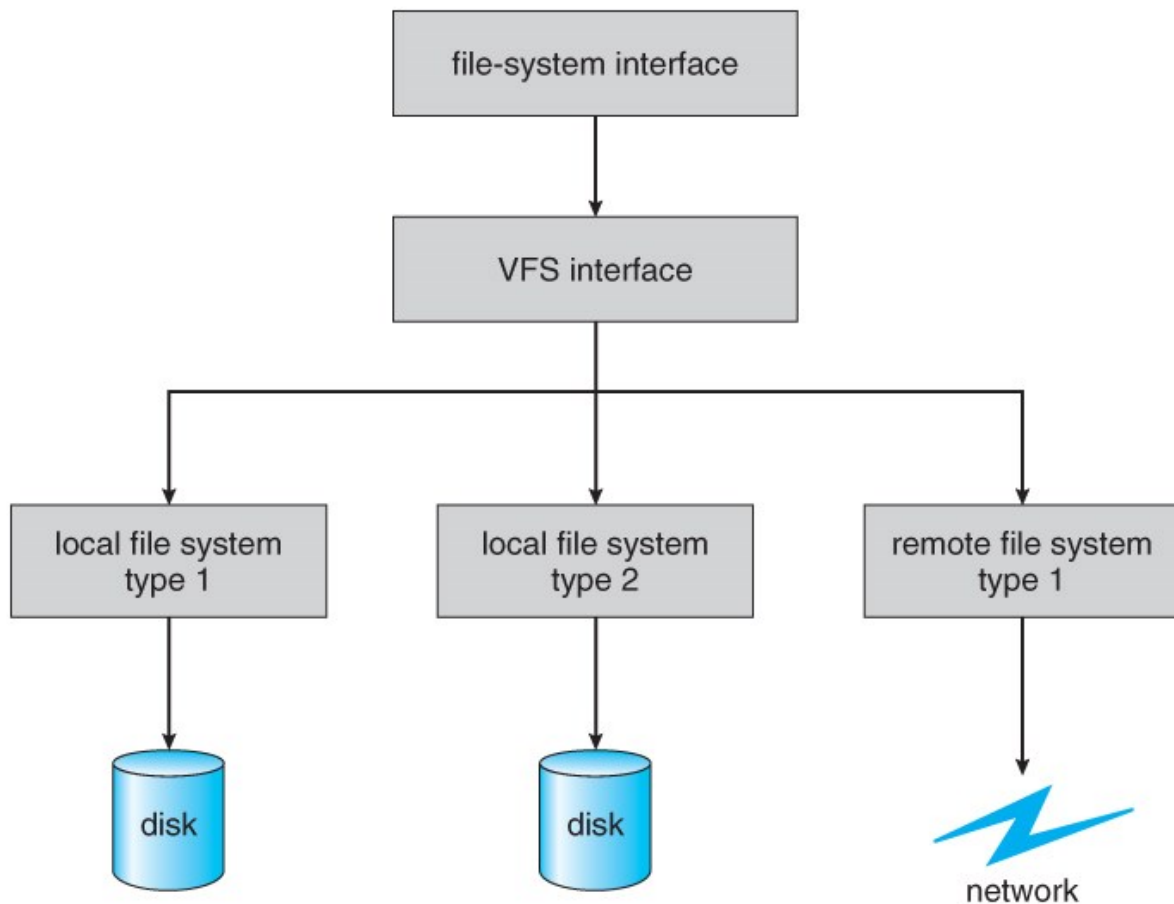 file-system interface
VFS interface
local file system
type 1
local file system
type 2
remote file system
type 1
disk
disk
network